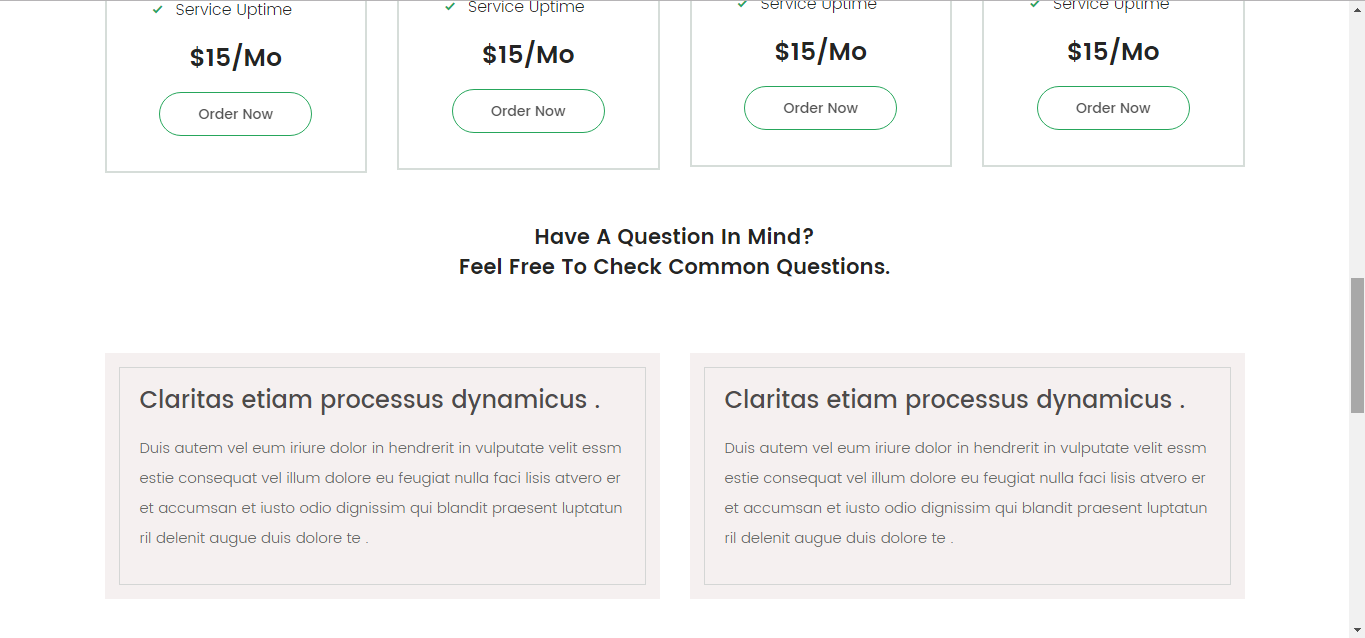 Service Uptime
Service Uptime
Service Uptime
Service Uptime
$15/Mo
$15/Mo
$15/Mo
$15/Mo
Order Now
Order Now
Order Now
Order Now
Have A Question In Mind?
Feel Free To Check Common Questions.
Claritas etiam processus dynamicus .
Duis autem vel eum iriure dolor in hendrerit in vulputate velit essm
estie consequat vel illum dolore eu feugiat nulla faci lisis atvero er
et accumsan et iusto odio dignissim qui blandit praesent luptatun
ril delenit augue duis dolore te .
Claritas etiam processus dynamicus .
Duis autem vel eum iriure dolor in hendrerit in vulputate velit essm
estie consequat vel illum dolore eu feugiat nulla faci lisis atvero er
et accumsan et iusto odio dignissim qui blandit praesent luptatun
ril delenit augue duis dolore te .